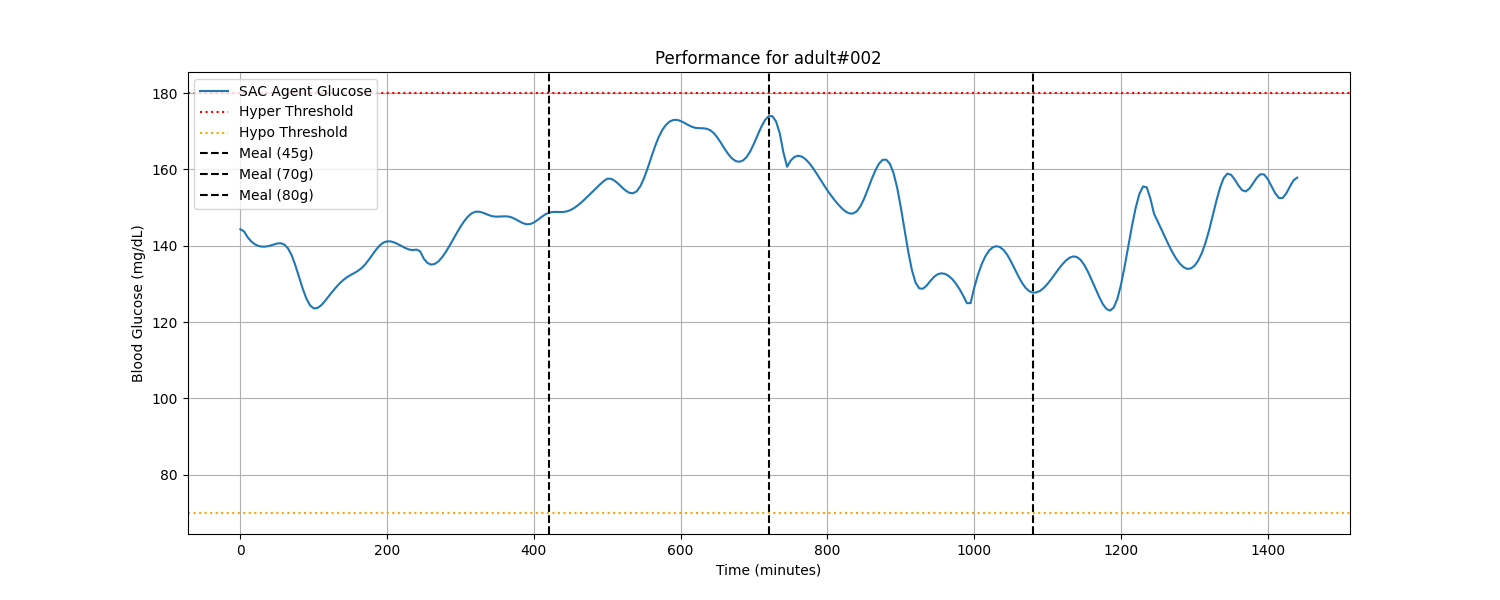 Performance for adult#002
SAC Agent Glucose
Hyper Threshold
Hypo Threshold
Meal (45g)
Meal (70g)
Meal (80g)
Blood Glucose (mg/dL)
180
160
140
120
100
80
0 200 400 600 800 1000 1200 1400
Time (minutes)